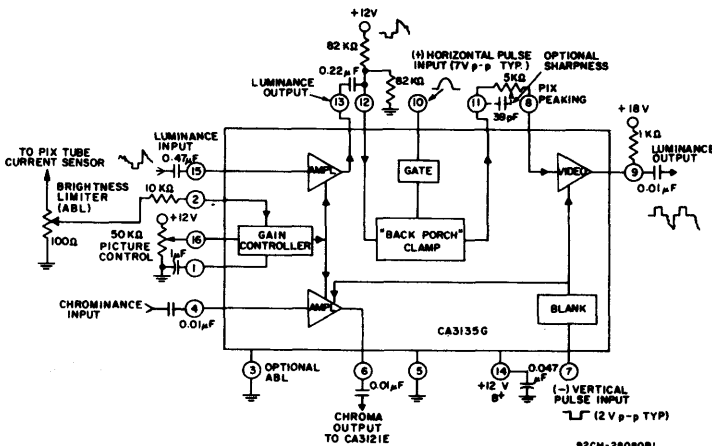 +12V
82 KΩ
0.22µF
82KΩ
LUMINANCE
OUTPUT
13
12
10
11
8
(+) HORIZONTAL PULSE
INPUT (7V p-p TYP.)
OPTIONAL
SHARPNESS
5KΩ
PIX
PEAKING
39pF
+18V
1KΩ
LUMINANCE
OUTPUT
9
0.01µF
TO PIX TUBE
CURRENT SENSOR
LUMINANCE
INPUT
0.47µF
15
BRIGHTNESS
LIMITER
(ABL)
10KΩ
2
100Ω
+12V
50KΩ
PICTURE
CONTROL
16
1µF
1
AMPL
GATE
VIDEO
GAIN
CONTROLLER
"BACK PORCH"
CLAMP
CHROMINANCE
INPUT
0.01µF
4
AMPL
BLANK
CA3135G
3
OPTIONAL
ABL
6
0.01µF
CHROMA
OUTPUT
TO CA3121E
5
14
+12 V
B+
0.047
µF
7
(-) VERTICAL
PULSE INPUT
(2V p-p TYP)